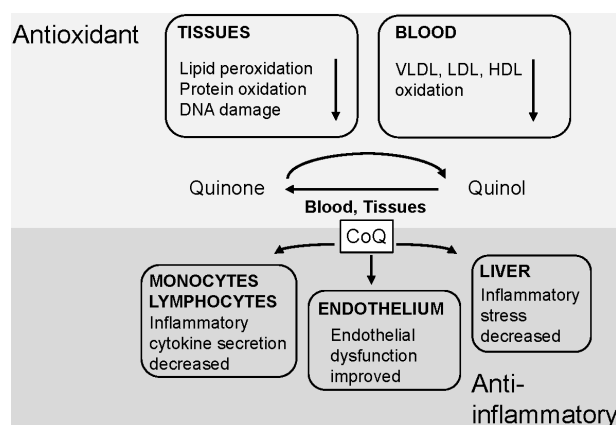 Antioxidant
TISSUES
Lipid peroxidation
Protein oxidation
DNA damage
BLOOD
VLDL, LDL, HDL
oxidation
Quinone
Quinol
Blood, Tissues
CoQ
MONOCYTES
LYMPHOCYTES
Inflammatory
cytokine secretion
decreased
ENDOTHELIUM
Endothelial
dysfunction
improved
LIVER
Inflammatory
stress
decreased
Anti-
inflammatory